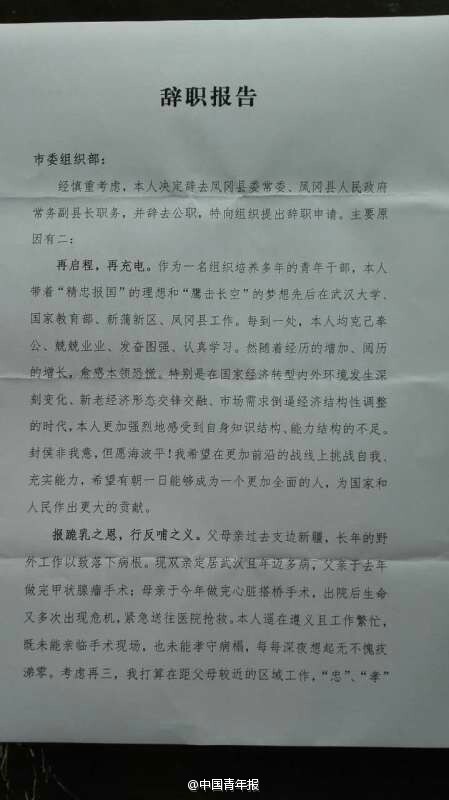 辞职报告
市委组织部：
经慎重考虑，本人决定辞去凤冈县委常委、凤冈县人民政府
常务副县长职务，并辞去公职，特向组织提出辞职申请。主要原
因有二：
再启程，再充电。作为一名组织培养多年的青年干部，本人
带着“精忠报国”的理想和“鹰击长空”的梦想先后在武汉大学、
国家教育部、新蒲新区、凤冈县工作。每到一处，本人均克己奉
公、兢兢业业、发奋图强、认真学习。然随着经历的增加、阅历
的增长，愈感本领恐慌。特别是在国家经济转型内外环境发生深
刻变化、新老经济形态交锋交融、市场需求倒逼经济结构性调整
的时代，本人更加强烈地感受到自身知识结构、能力结构的不足。
封侯非我意，但愿海波平！我希望在更加前沿的战线上挑战自我、
充实能力，希望有朝一日能够成为一个更加全面的人，为国家和
人民作出更大的贡献。
报跪乳之恩，行反哺之义。父母亲过去支边新疆，长年的野
外工作以致落下病根。现双亲定居武汉且年迈多病，父亲于去年
做完甲状腺瘤手术；母亲于今年做完心脏搭桥手术，出院后生命
又多次出现危机，紧急送往医院抢救。本人远在遵义且工作繁忙，
既未能亲临手术现场，也未能孝守病榻，每每深夜想起无不愧疚
涕零。考虑再三，我打算在距父母较近的区域工作，“忠”、“孝”
@中国青年报